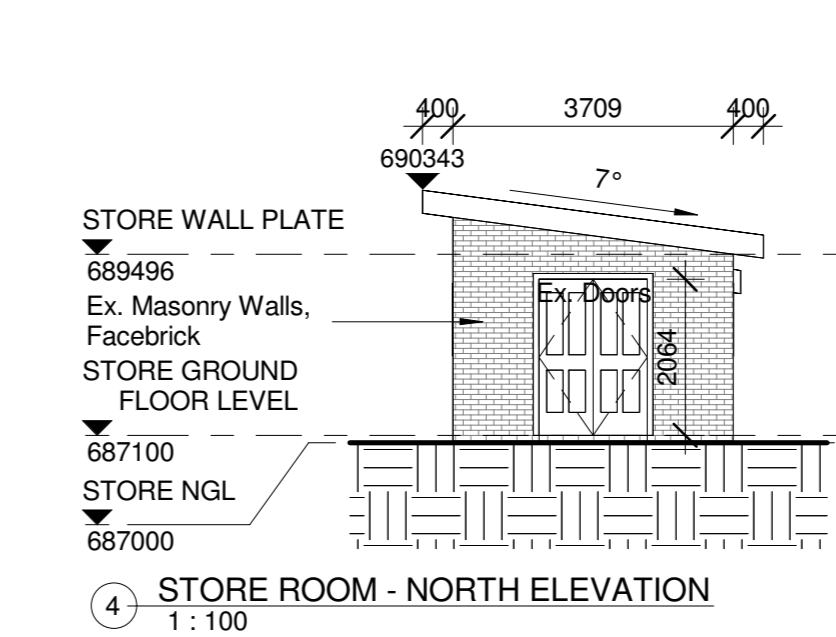 400 3709 400
690343
7°
STORE WALL PLATE
689496
Ex. Masonry Walls,
Facebrick
Ex. Doors
2064
STORE GROUND
FLOOR LEVEL
687100
STORE NGL
687000
4 STORE ROOM - NORTH ELEVATION
1 : 100